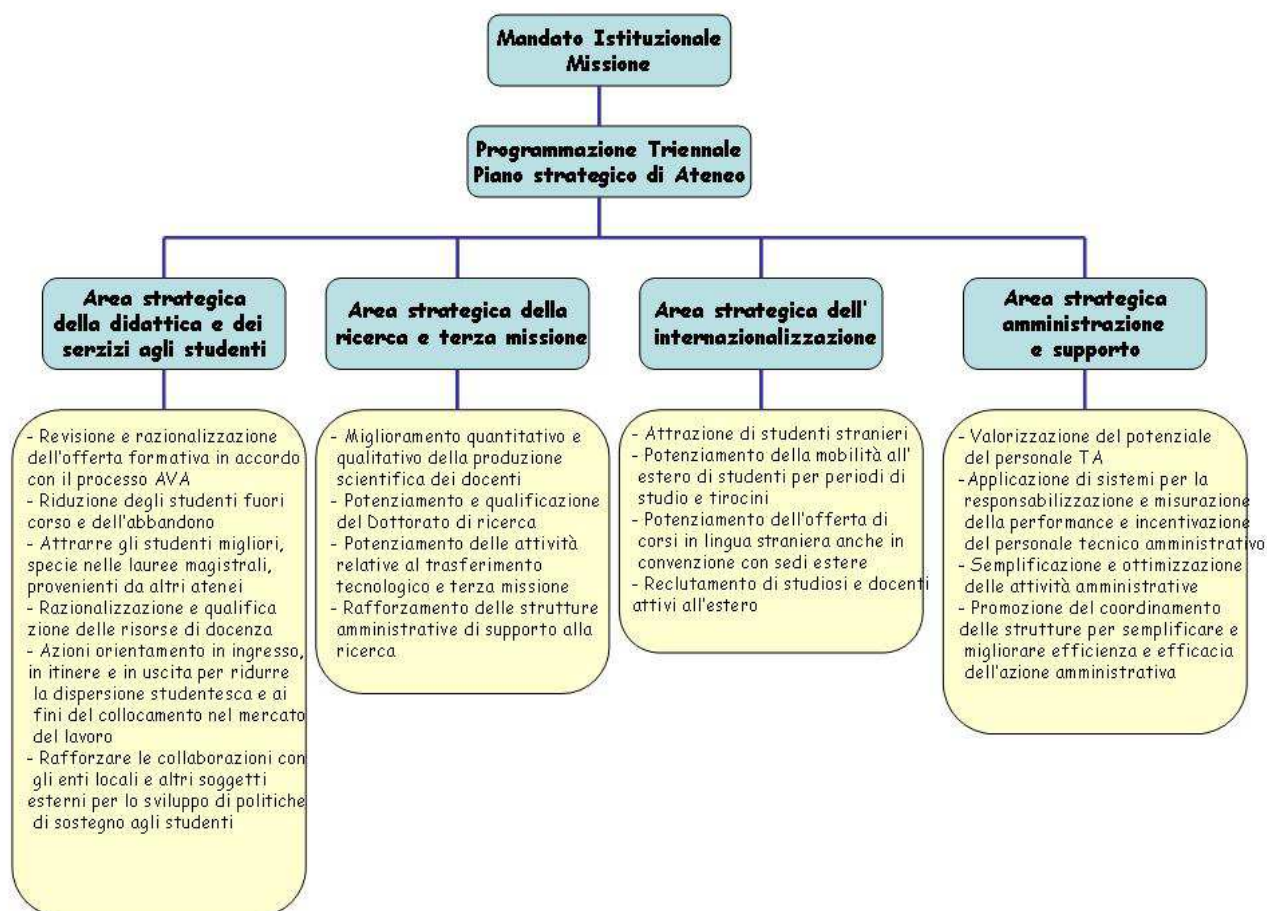 Mandato Istituzionale
Missione
Programmazione Triennale
Piano strategico di Ateneo
Area strategica
della didattica e dei
serzizi agli studenti
Area strategica della
ricerca e terza missione
Area strategica dell'
internazionalizzazione
Area strategica
amministrazione
e supporto
- Revisione e razionalizzazione
dell'offerta formativa in accordo
con il processo AVA
- Riduzione degli studenti fuori
corso e dell'abbandono
- Attrarre gli studenti migliori,
specie nelle lauree magistrali,
provenienti da altri atenei
- Razionalizzazione e qualifica
zione delle risorse di docenza
- Azioni orientamento in ingresso,
in itinere e in uscita per ridurre
la dispersione studentesca e ai
fini del collocamento nel mercato
del lavoro
- Rafforzare le collaborazioni con
gli enti locali e altri soggetti
esterni per lo sviluppo di politiche
di sostegno agli studenti
- Miglioramento quantitativo e
qualitativo della produzione
scientifica dei docenti
- Potenziamento e qualificazione
del Dottorato di ricerca
- Potenziamento delle attività
relative al trasferimento
tecnologico e terza missione
- Rafforzamento delle strutture
amministrative di supporto alla
ricerca
- Attrazione di studenti stranieri
- Potenziamento della mobilità all'
estero di studenti per periodi di
studio e tirocini
- Potenziamento dell'offerta di
corsi in lingua straniera anche in
convenzione con sedi estere
- Reclutamento di studiosi e docenti
attivi all'estero
- Valorizzazione del potenziale
del personale TA
-Applicazione di sistemi per la
responsabilizzazione e misurazione
della performance e incentivazione
del personale tecnico amministrativo
- Semplificazione e ottimizzazione
delle attività amministrative
- Promozione del coordinamento
delle strutture per semplificare e
migliorare efficienza e efficacia
dell'azione amministrativa